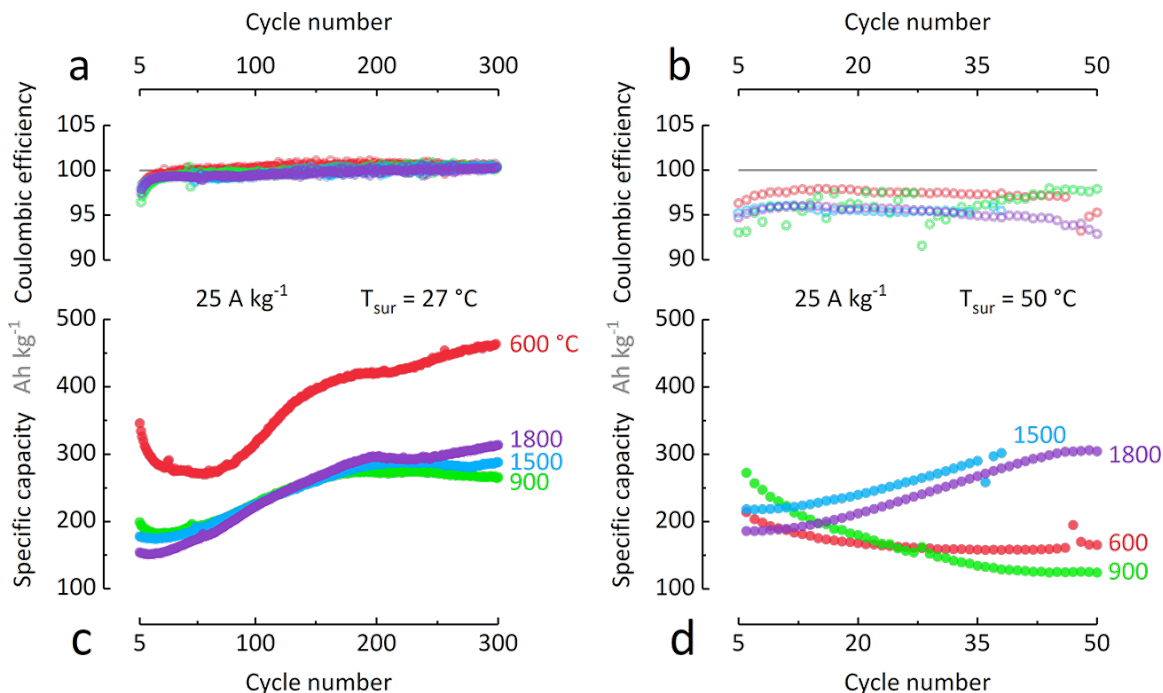 Cycle number
Cycle number
a
5 100 200 300
b
5 20 35 50
Coulombic efficiency
105
100
95
90
Coulombic efficiency
105
100
95
90
25 A kg⁻¹ T_sur = 27 °C
25 A kg⁻¹ T_sur = 50 °C
Specific capacity Ah kg⁻¹
500
400
300
200
100
600 °C
1800
1500
900
Specific capacity Ah kg⁻¹
500
400
300
200
100
1500
1800
600
900
c
5 100 200 300
d
5 20 35 50
Cycle number
Cycle number